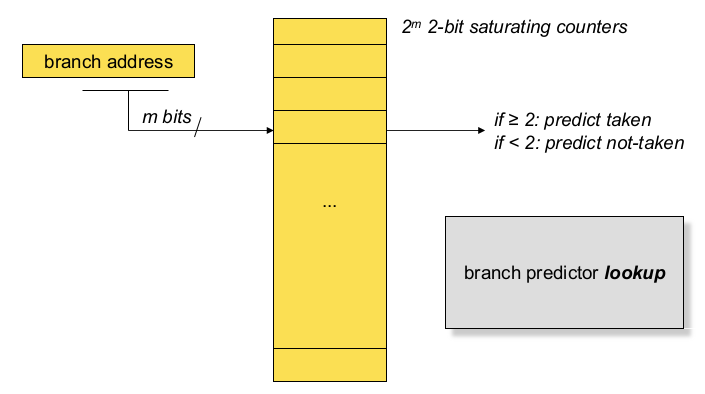 2ᵐ 2-bit saturating counters
branch address
m bits
if ≥ 2: predict taken
if < 2: predict not-taken
...
branch predictor lookup